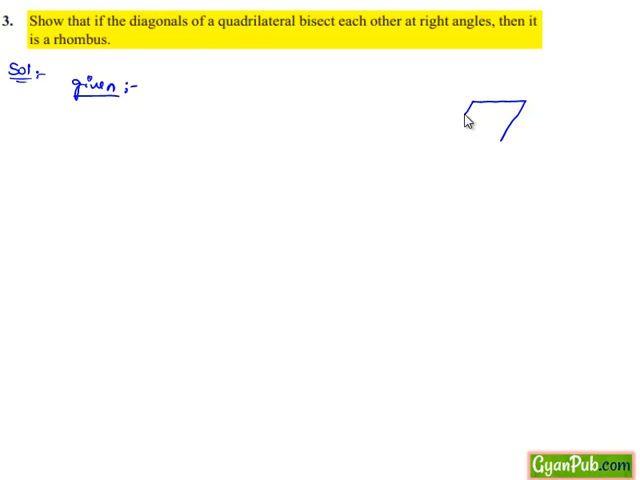 3. Show that if the diagonals of a quadrilateral bisect each other at right angles, then it
is a rhombus.
Sol:-
given :-
GyanPub.com